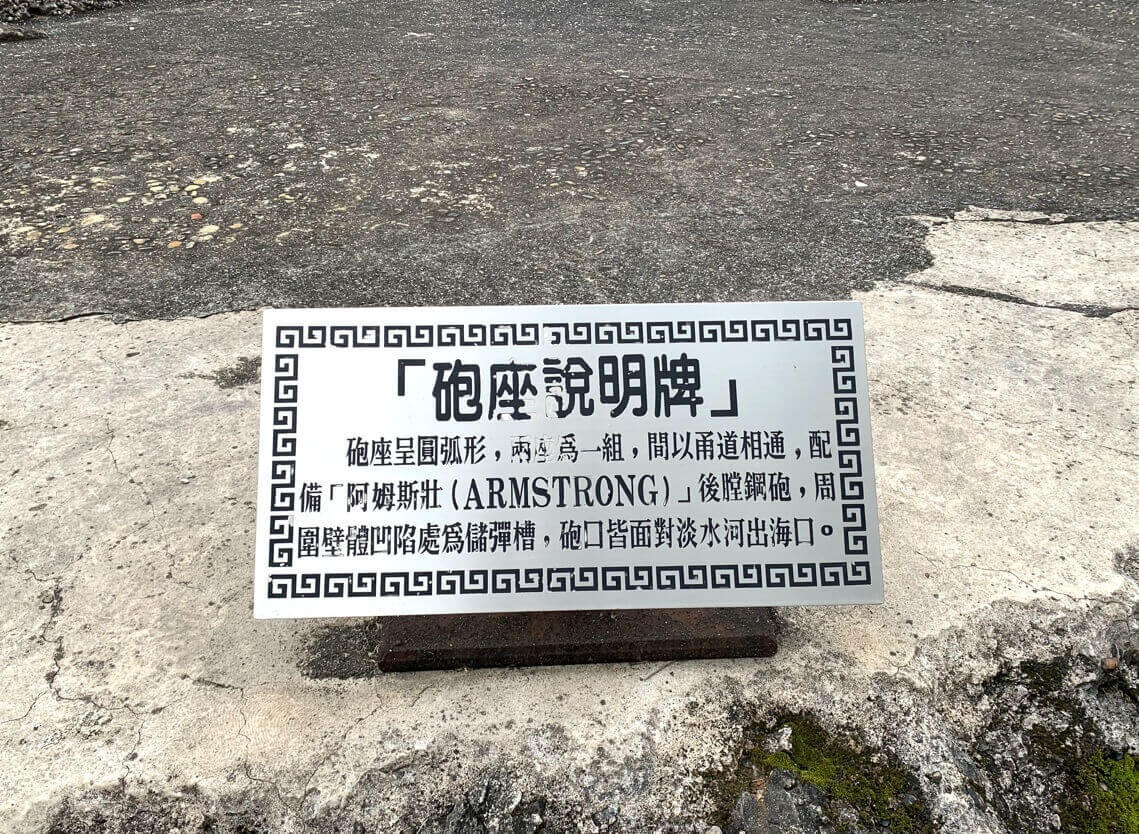 「砲座說明牌」
砲座呈圓弧形，兩座爲一組，間以甬道相通，配
備「阿姆斯壯(ARMSTRONG)」後膛鋼砲，周
圍壁體凹陷處爲儲彈槽，砲口皆面對淡水河出海口。